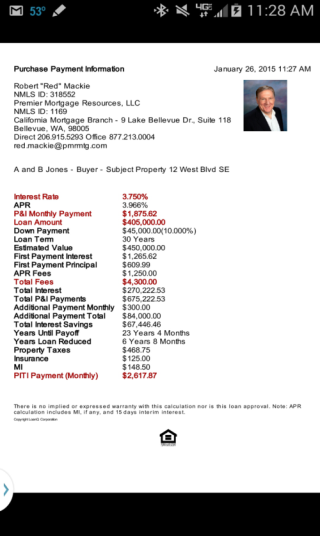 53° 4G 11:28 AM
Purchase Payment Information January 26, 2015 11:27 AM
Robert "Red" Mackie
NMLS ID: 318552
Premier Mortgage Resources, LLC
NMLS ID: 1169
California Mortgage Branch - 9 Lake Bellevue Dr., Suite 118
Bellevue, WA, 98005
Direct 206.915.5293 Office 877.213.0004
red.mackie@pmrmtg.com
A and B Jones - Buyer - Subject Property 12 West Blvd SE
Interest Rate 3.750%
APR 3.966%
P&I Monthly Payment $1,875.62
Loan Amount $405,000.00
Down Payment $45,000.00(10.000%)
Loan Term 30 Years
Estimated Value $450,000.00
First Payment Interest $1,265.62
First Payment Principal $609.99
APR Fees $1,250.00
Total Fees $4,300.00
Total Interest $270,222.53
Total P&I Payments $675,222.53
Additional Payment Monthly $300.00
Additional Payment Total $84,000.00
Total Interest Savings $67,446.46
Years Until Payoff 23 Years 4 Months
Years Loan Reduced 6 Years 8 Months
Property Taxes $468.75
Insurance $125.00
MI $148.50
PITI Payment (Monthly) $2,617.87
There is no implied or expressed warranty with this calculation nor is this loan approval. Note: APR
calculation includes MI, if any, and 15 days interim interest.